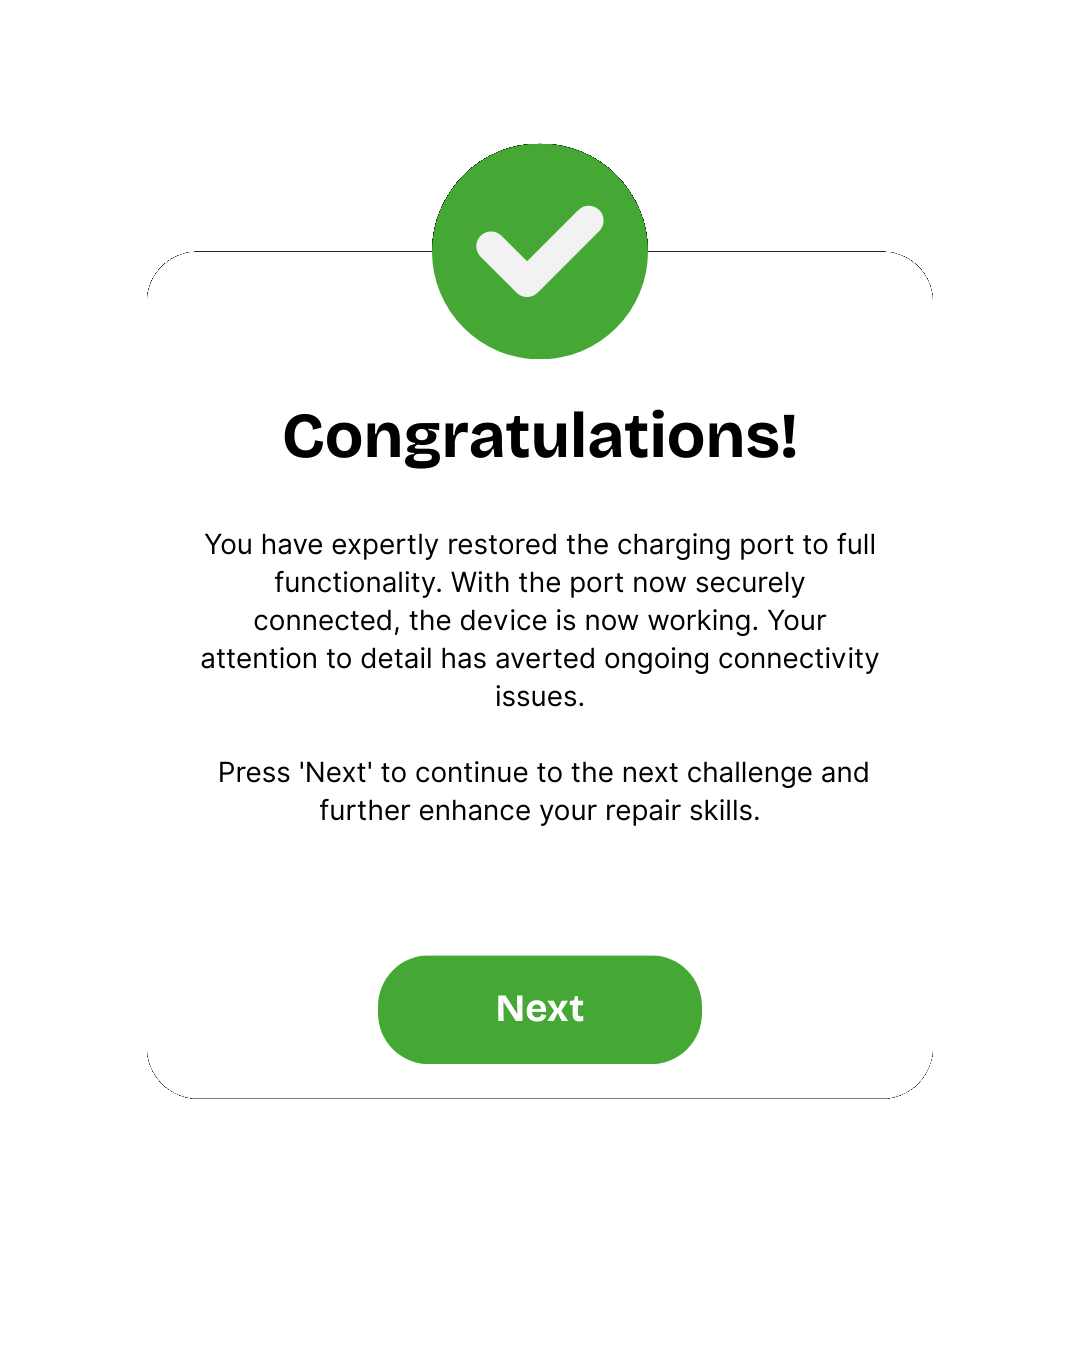 Congratulations!
You have expertly restored the charging port to full
functionality. With the port now securely
connected, the device is now working. Your
attention to detail has averted ongoing connectivity
issues.
Press 'Next' to continue to the next challenge and
further enhance your repair skills.
Next